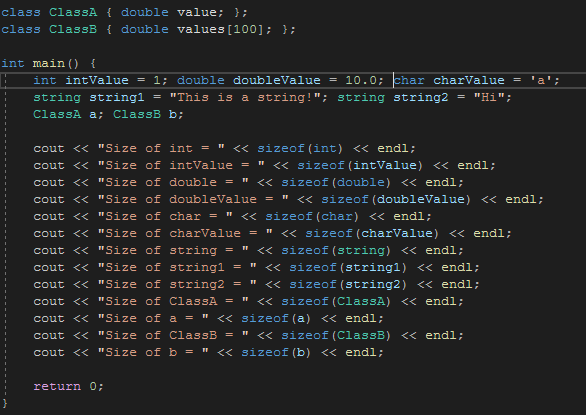 class ClassA { double value; };
class ClassB { double values[100]; };
int main() {
int intValue = 1; double doubleValue = 10.0; char charValue = 'a';
string string1 = "This is a string!"; string string2 = "Hi";
ClassA a; ClassB b;
cout << "Size of int = " << sizeof(int) << endl;
cout << "Size of intValue = " << sizeof(intValue) << endl;
cout << "Size of double = " << sizeof(double) << endl;
cout << "Size of doubleValue = " << sizeof(doubleValue) << endl;
cout << "Size of char = " << sizeof(char) << endl;
cout << "Size of charValue = " << sizeof(charValue) << endl;
cout << "Size of string = " << sizeof(string) << endl;
cout << "Size of string1 = " << sizeof(string1) << endl;
cout << "Size of string2 = " << sizeof(string2) << endl;
cout << "Size of ClassA = " << sizeof(ClassA) << endl;
cout << "Size of a = " << sizeof(a) << endl;
cout << "Size of ClassB = " << sizeof(ClassB) << endl;
cout << "Size of b = " << sizeof(b) << endl;
return 0;
}